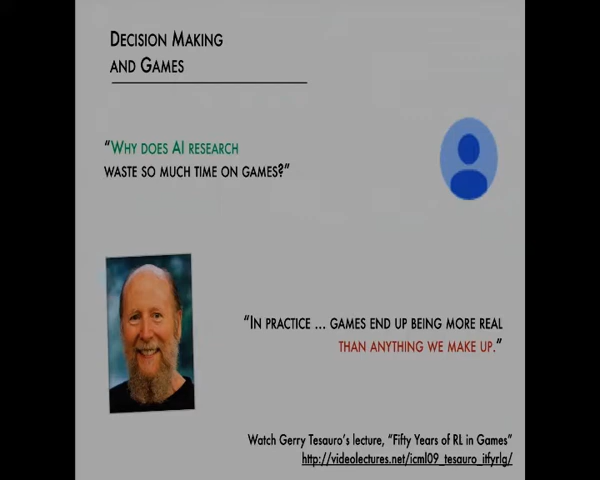 DECISION MAKING
AND GAMES
“WHY DOES AI RESEARCH
WASTE SO MUCH TIME ON GAMES?”
“IN PRACTICE ... GAMES END UP BEING MORE REAL
THAN ANYTHING WE MAKE UP.”
Watch Gerry Tesauro’s lecture, “Fifty Years of RL in Games”
http://videolectures.net/icml09_tesauro_itfyrlg/